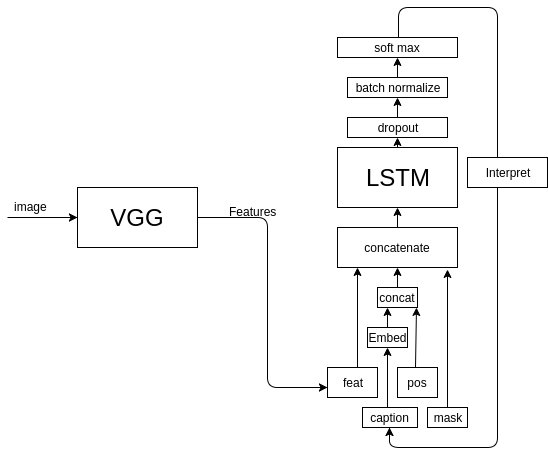 soft max
batch normalize
dropout
LSTM
Interpret
image
VGG
Features
concatenate
concat
Embed
feat
pos
caption
mask